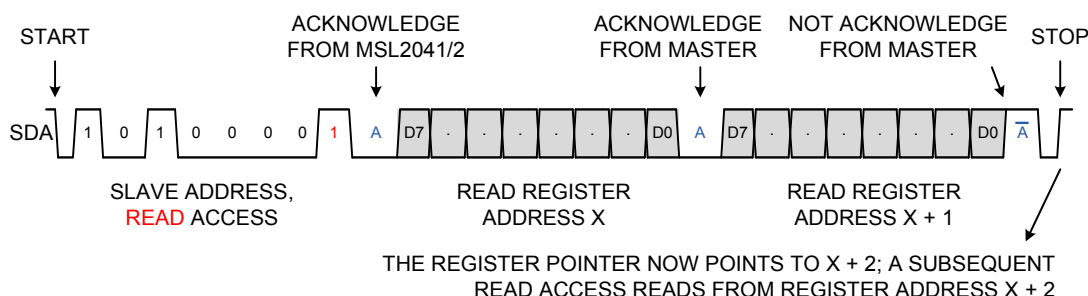 START
ACKNOWLEDGE
FROM MSL2041/2
ACKNOWLEDGE
FROM MASTER
NOT ACKNOWLEDGE
FROM MASTER
STOP
SDA 1 0 1 0 0 0 0 1 A D7 . . . . . . D0 A D7 . . . . . . D0 A̅
SLAVE ADDRESS,
READ ACCESS
READ REGISTER
ADDRESS X
READ REGISTER
ADDRESS X + 1
THE REGISTER POINTER NOW POINTS TO X + 2; A SUBSEQUENT
READ ACCESS READS FROM REGISTER ADDRESS X + 2